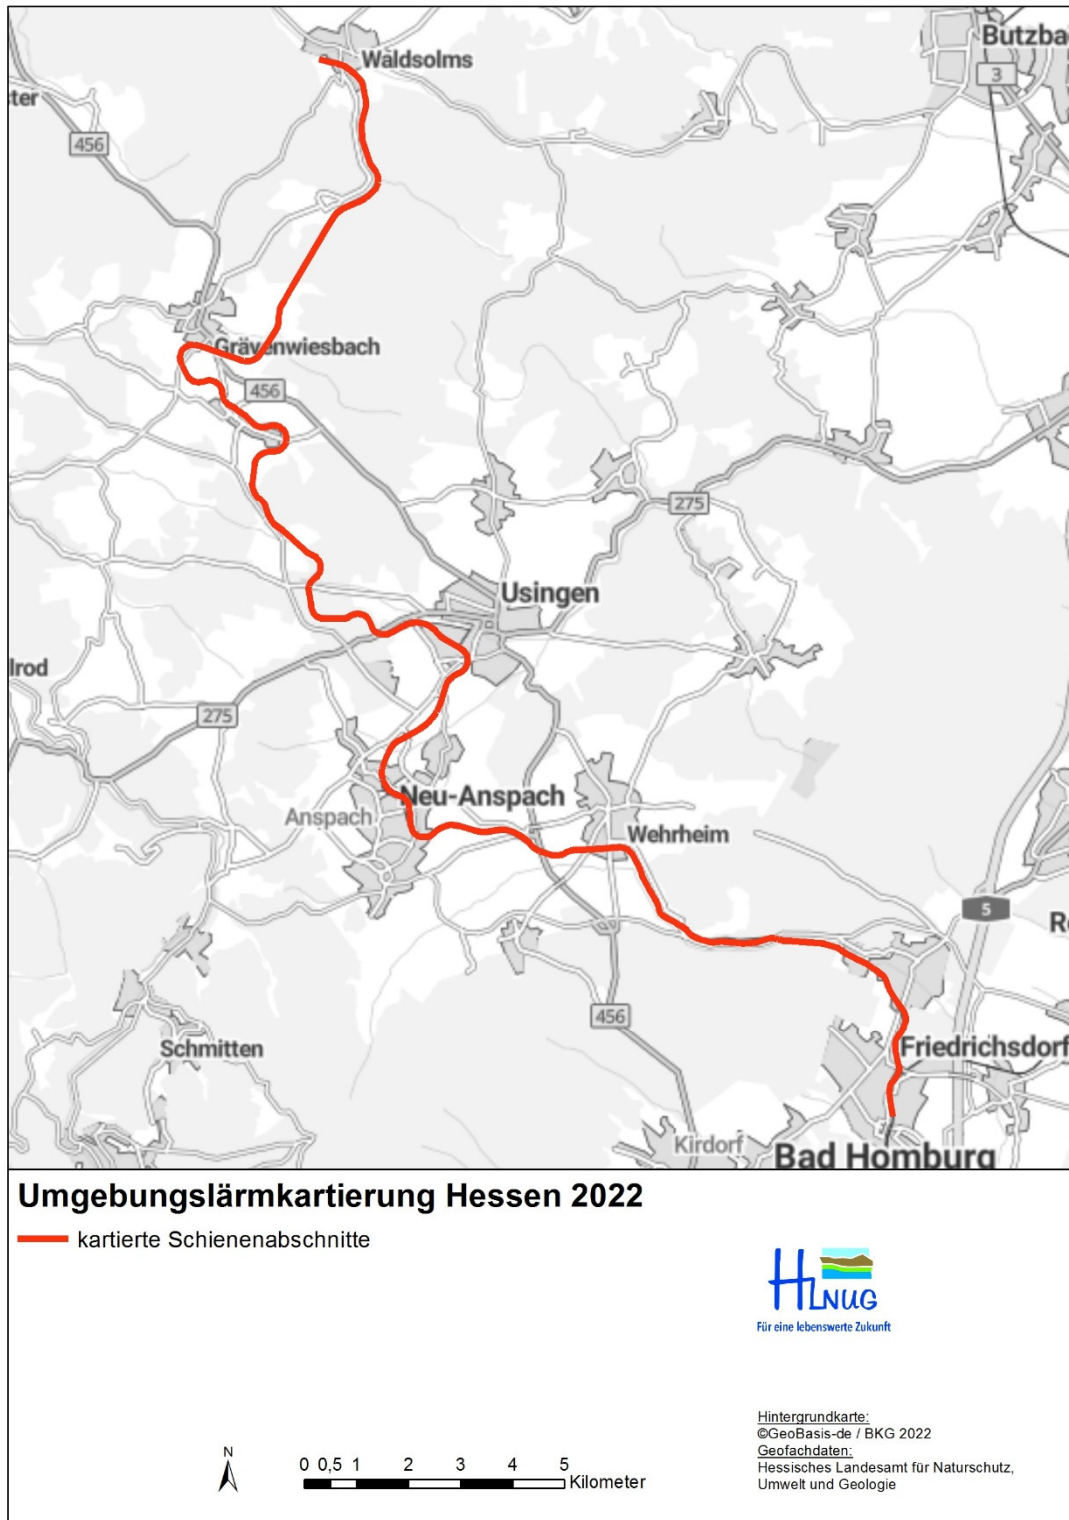 Waldsolms
Butzba
3
ster
456
Grävenwiesbach
456
275
Usingen
lrod
275
Neu-Anspach
Anspach
Wehrheim
5
R
456
Schmitten
Friedrichsdorf
Kirdorf
Bad Homburg
Umgebungslärmkartierung Hessen 2022
kartierte Schienenabschnitte
HLNUG
Für eine lebenswerte Zukunft
Hintergrundkarte:
©GeoBasis-de / BKG 2022
Geofachdaten:
Hessisches Landesamt für Naturschutz,
Umwelt und Geologie
N
0 0,5 1 2 3 4 5
Kilometer